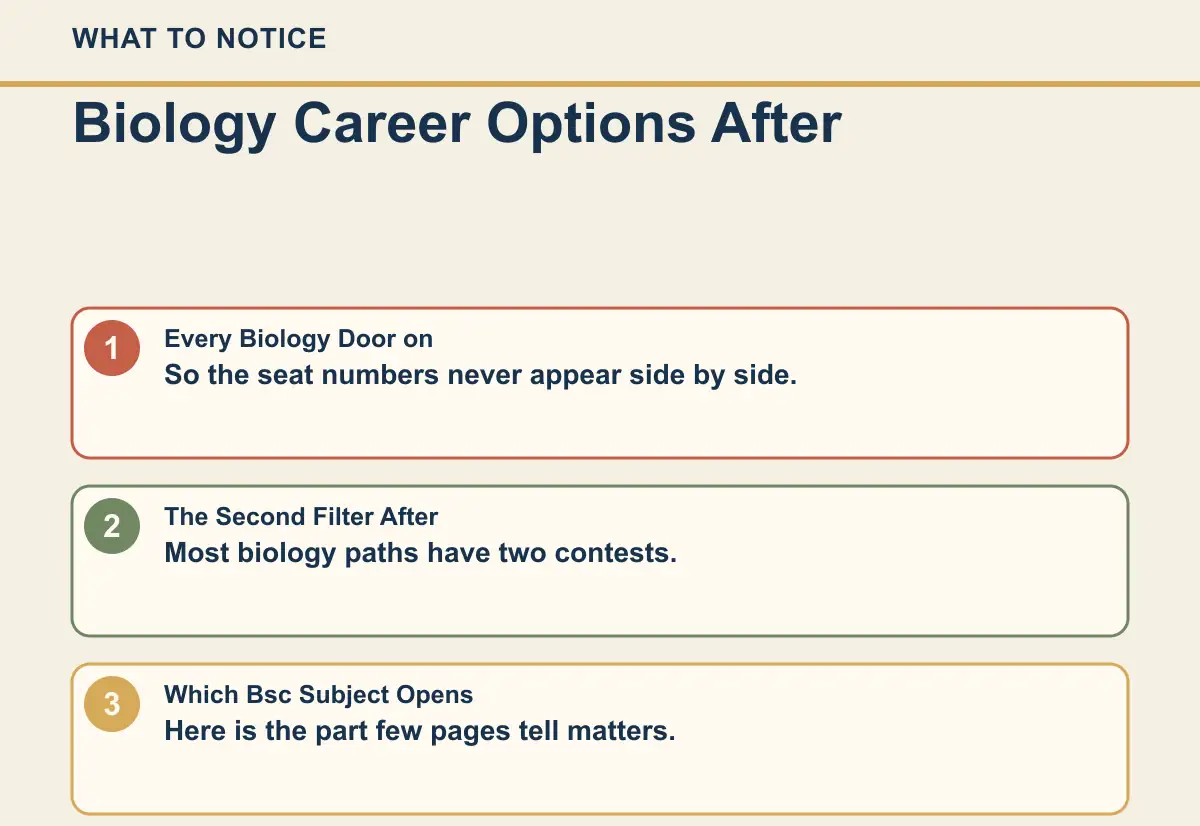 WHAT TO NOTICE
Biology Career Options After
1
Every Biology Door on
So the seat numbers never appear side by side.
2
The Second Filter After
Most biology paths have two contests.
3
Which Bsc Subject Opens
Here is the part few pages tell matters.